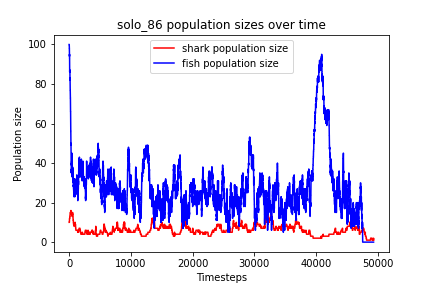 solo_86 population sizes over time
shark population size
fish population size
Population size
100
80
60
40
20
0
0
10000
20000
30000
40000
50000
Timesteps